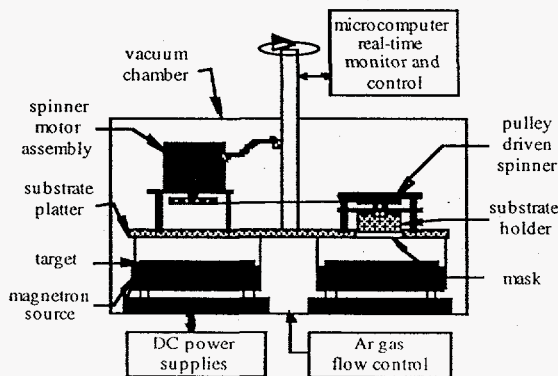 microcomputer
real-time
monitor and
control
vacuum
chamber
spinner
motor
assembly
pulley
driven
spinner
substrate
platter
substrate
holder
target
mask
magnetron
source
DC power
supplies
Ar gas
flow control